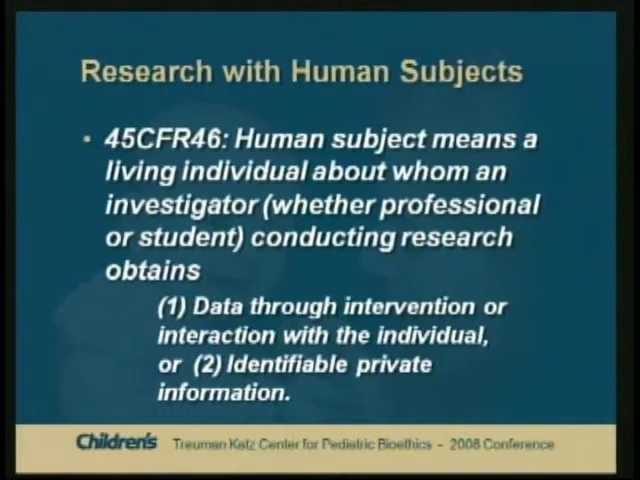 Research with Human Subjects
• 45CFR46: Human subject means a
living individual about whom an
investigator (whether professional
or student) conducting research
obtains
(1) Data through intervention or
interaction with the individual,
or (2) Identifiable private
information.
Children's Treuman Katz Center for Pediatric Bioethics - 2008 Conference